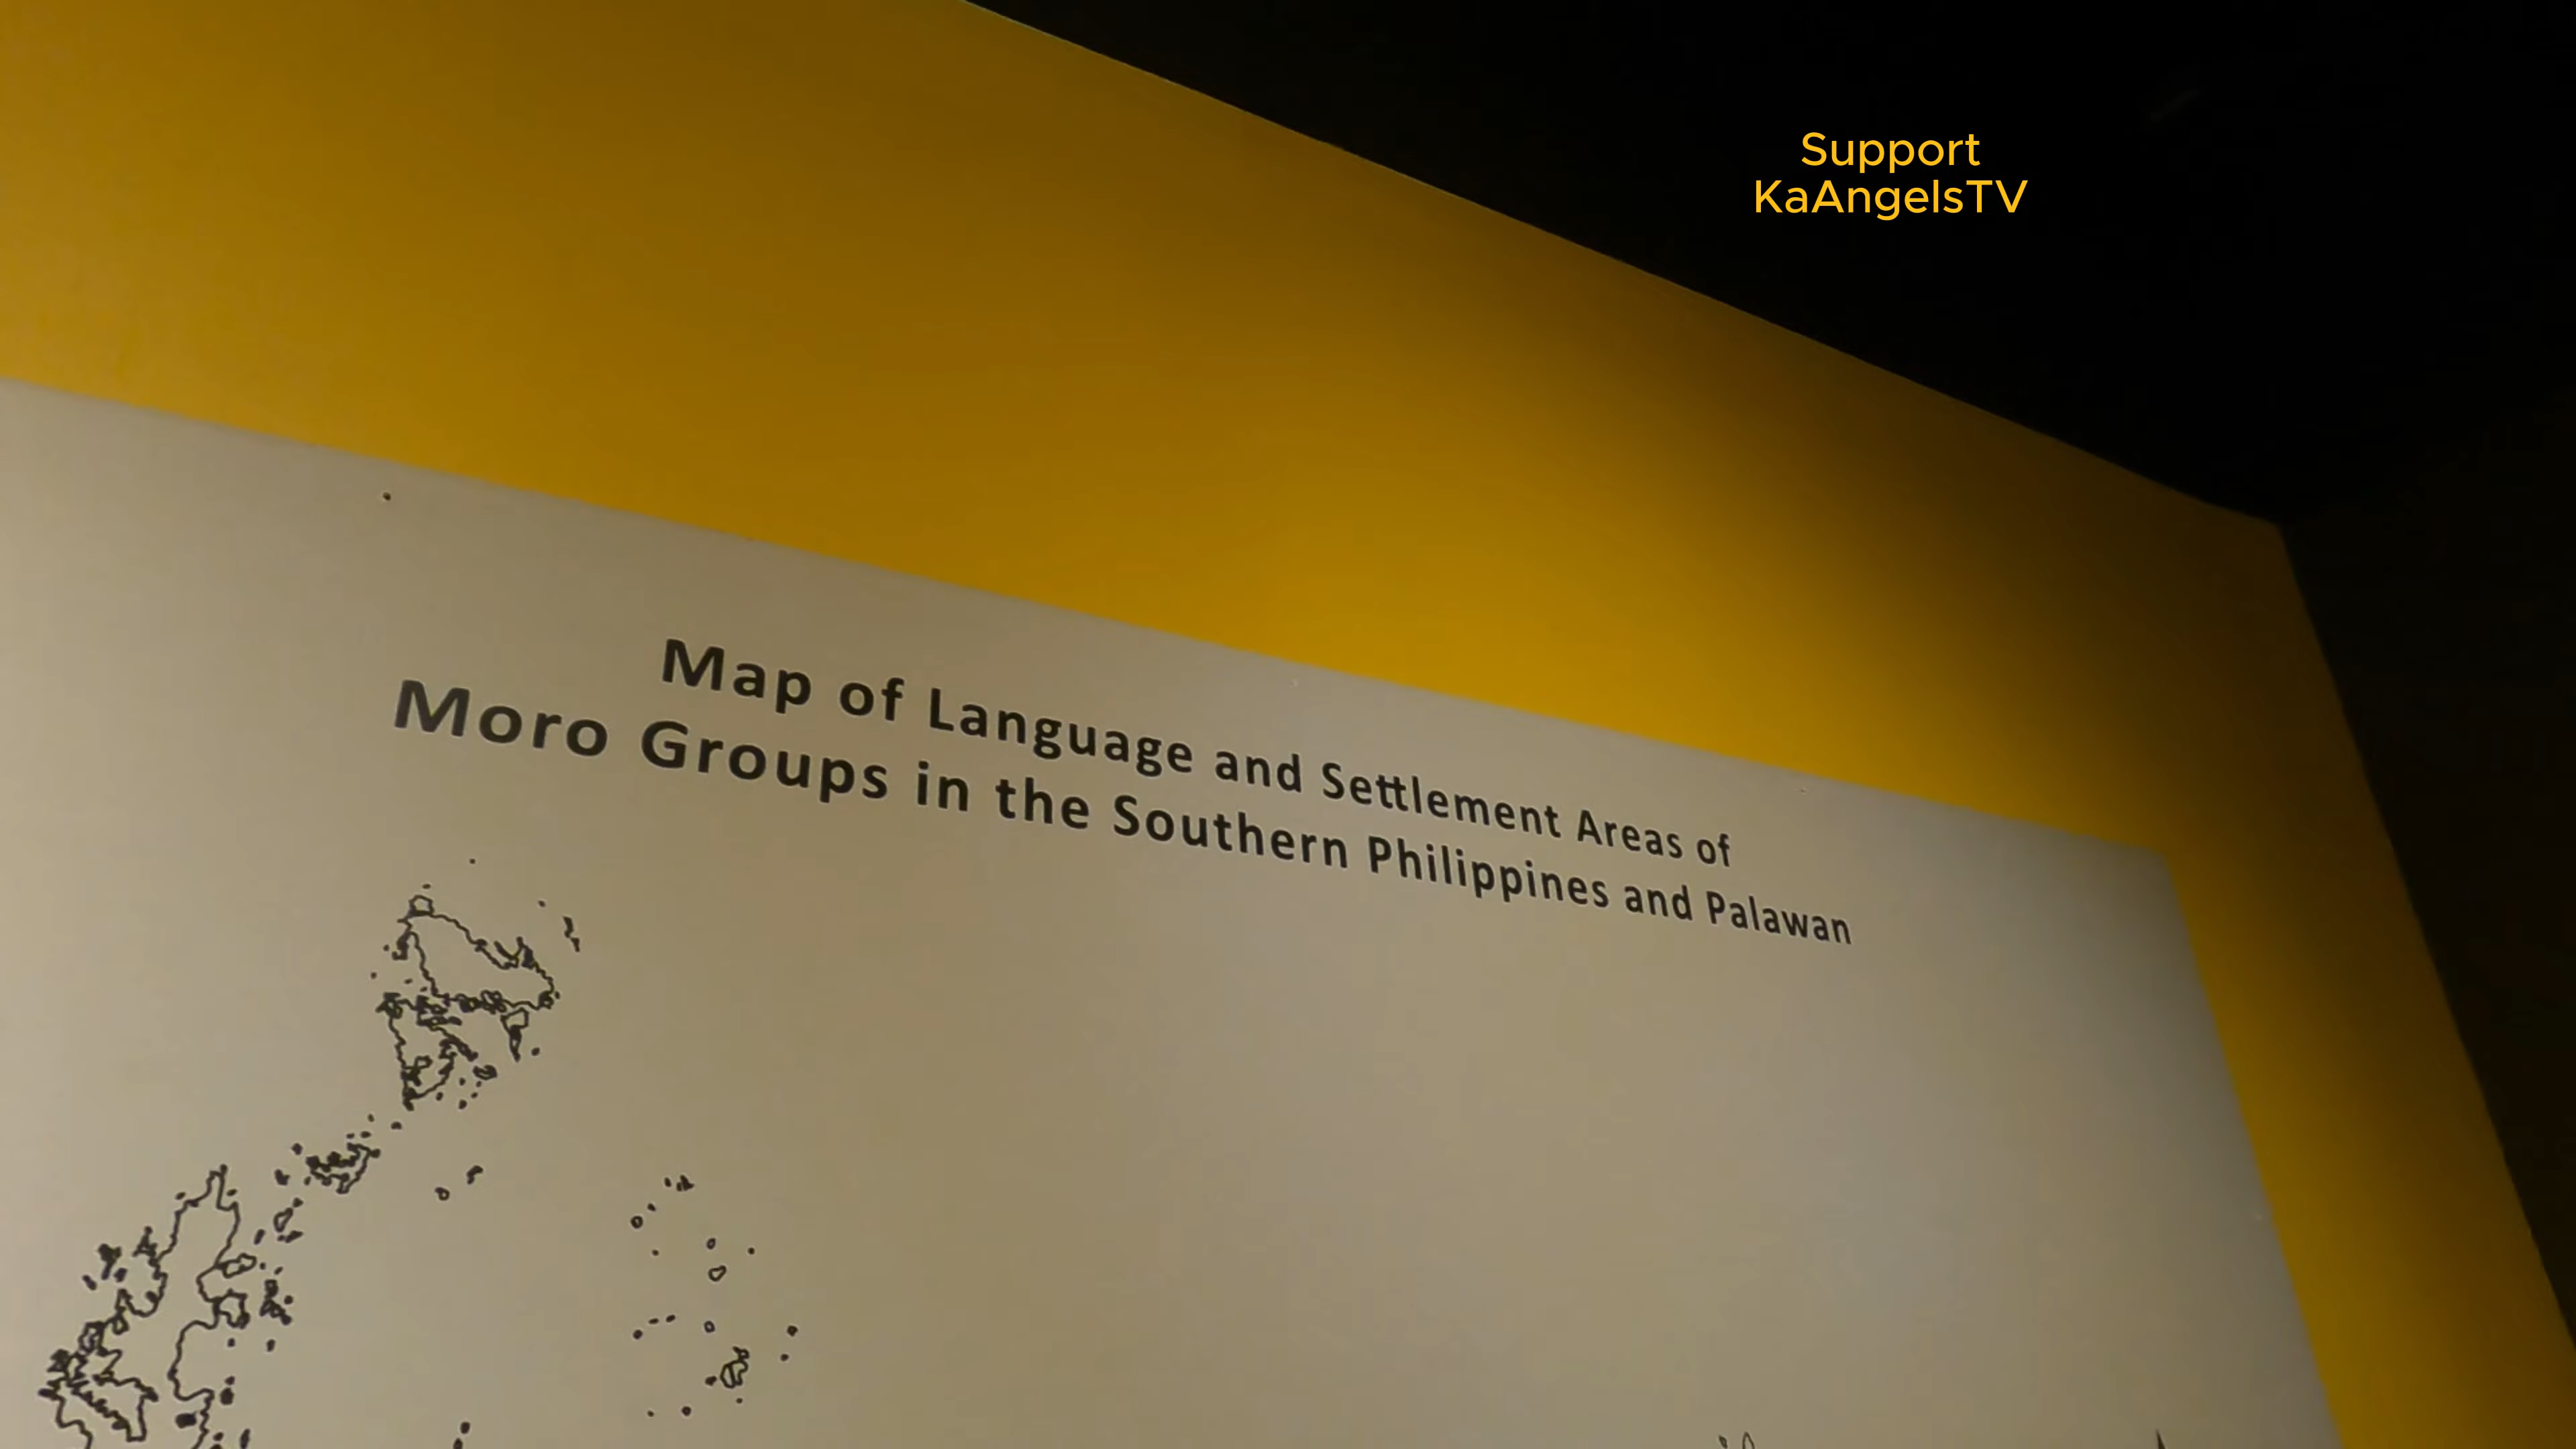 Support
KaAngelsTV
Map of Language and Settlement Areas of
Moro Groups in the Southern Philippines and Palawan